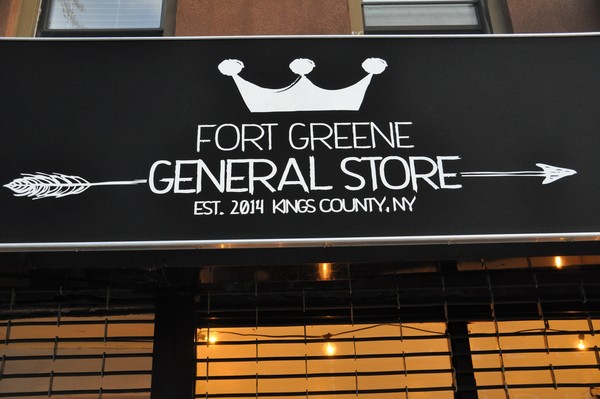 FORT GREENE
GENERAL STORE
EST. 2014 KINGS COUNTY, NY